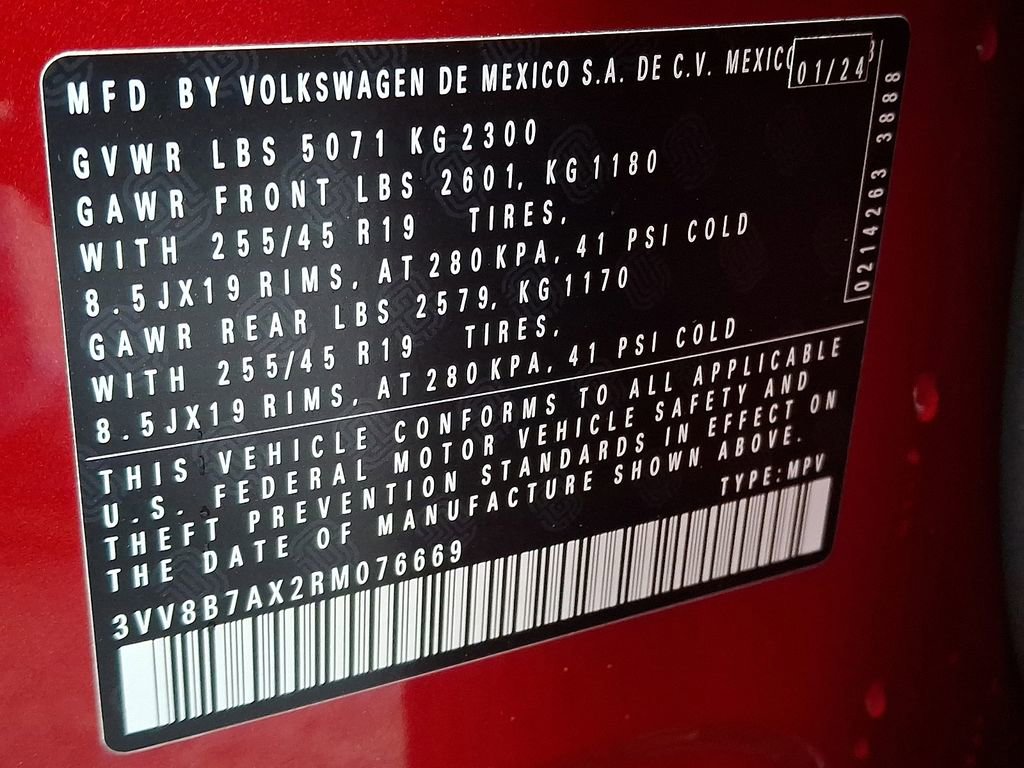 MFD BY VOLKSWAGEN DE MEXICO S.A. DE C.V. MEXICO
01/24
GVWR LBS 5071 KG 2300
GAWR FRONT LBS 2601, KG 1180
WITH 255/45 R19 TIRES,
8.5JX19 RIMS, AT 280KPA, 41 PSI COLD
GAWR REAR LBS 2579, KG 1170
WITH 255/45 R19 TIRES,
8.5JX19 RIMS, AT 280KPA, 41 PSI COLD
0214263 3888
THIS VEHICLE CONFORMS TO ALL APPLICABLE
U.S. FEDERAL MOTOR VEHICLE SAFETY AND
THEFT PREVENTION STANDARDS IN EFFECT ON
THE DATE OF MANUFACTURE SHOWN ABOVE.
3VV8B7AX2RM076669 TYPE:MPV